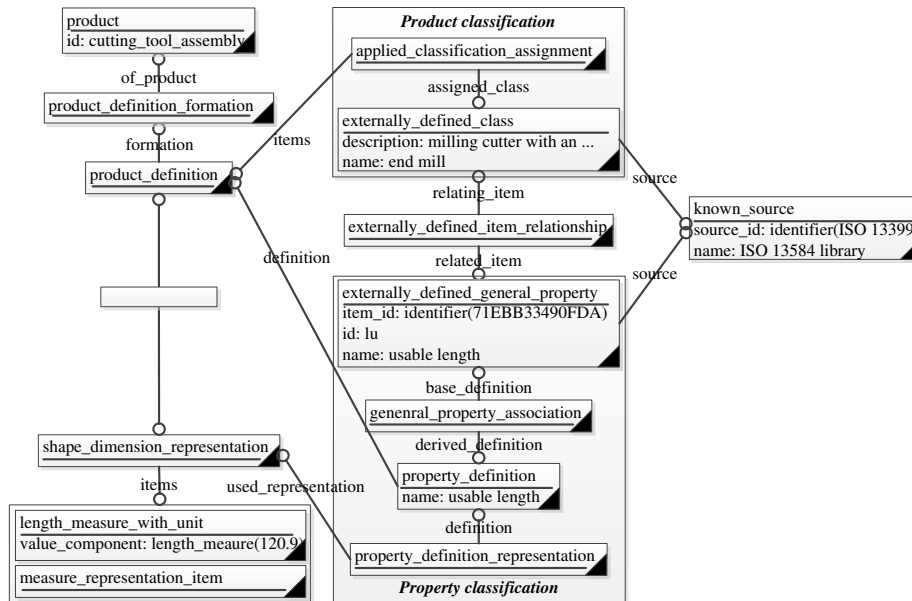 product
id: cutting_tool_assembly
of_product
product_definition_formation
formation
product_definition
items
definition
Product classification
applied_classification_assignment
assigned_class
externally_defined_class
description: milling cutter with an ...
name: end mill
relating_item
externally_defined_item_relationship
related_item
externally_defined_general_property
item_id: identifier(71EBB33490FDA)
id: lu
name: usable length
base_definition
genenral_property_association
derived_definition
property_definition
name: usable length
definition
property_definition_representation
Property classification
source
known_source
source_id: identifier(ISO 13399
name: ISO 13584 library
source
shape_dimension_representation
used_representation
items
length_measure_with_unit
value_component: length_meaure(120.9)
measure_representation_item